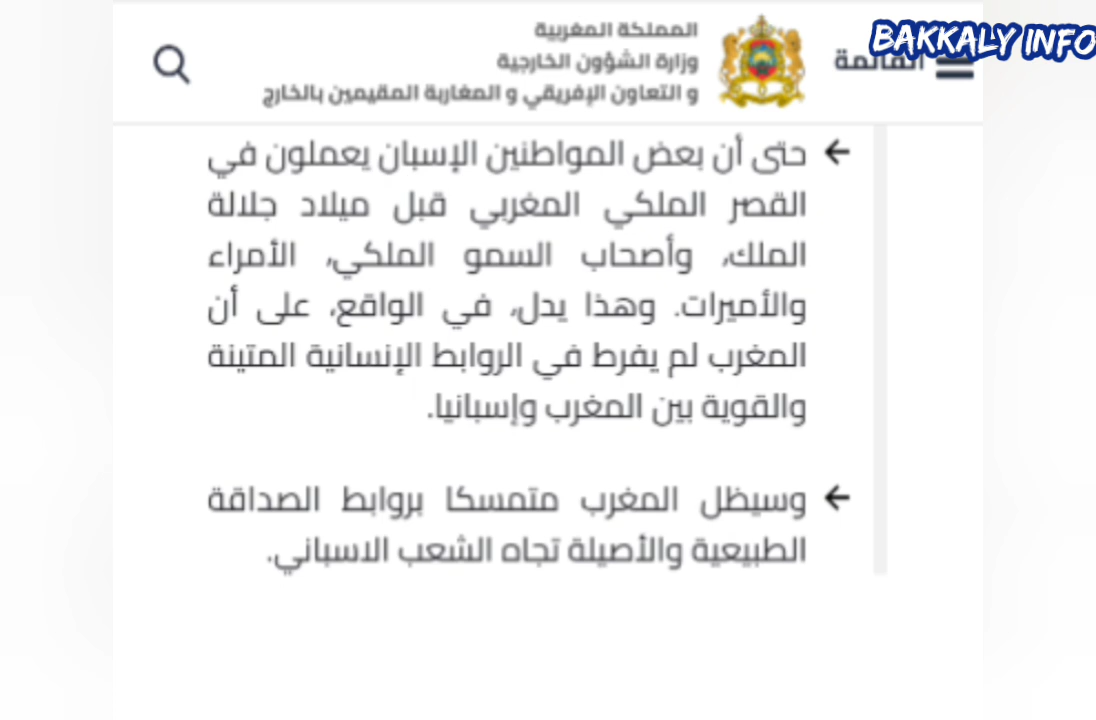 BAKKALY INFO
القائمة
المملكة المغربية
وزارة الشؤون الخارجية
و التعاون الإفريقي و المغاربة المقيمين بالخارج
حتى أن بعض المواطنين الإسبان يعملون في
القصر الملكي المغربي قبل ميلاد جلالة
الملك، وأصحاب السمو الملكي، الأمراء
والأميرات. وهذا يدل، في الواقع، على أن
المغرب لم يفرط في الروابط الإنسانية المتينة
والقوية بين المغرب وإسبانيا.
وسيظل المغرب متمسكا بروابط الصداقة
الطبيعية والأصيلة تجاه الشعب الاسباني.